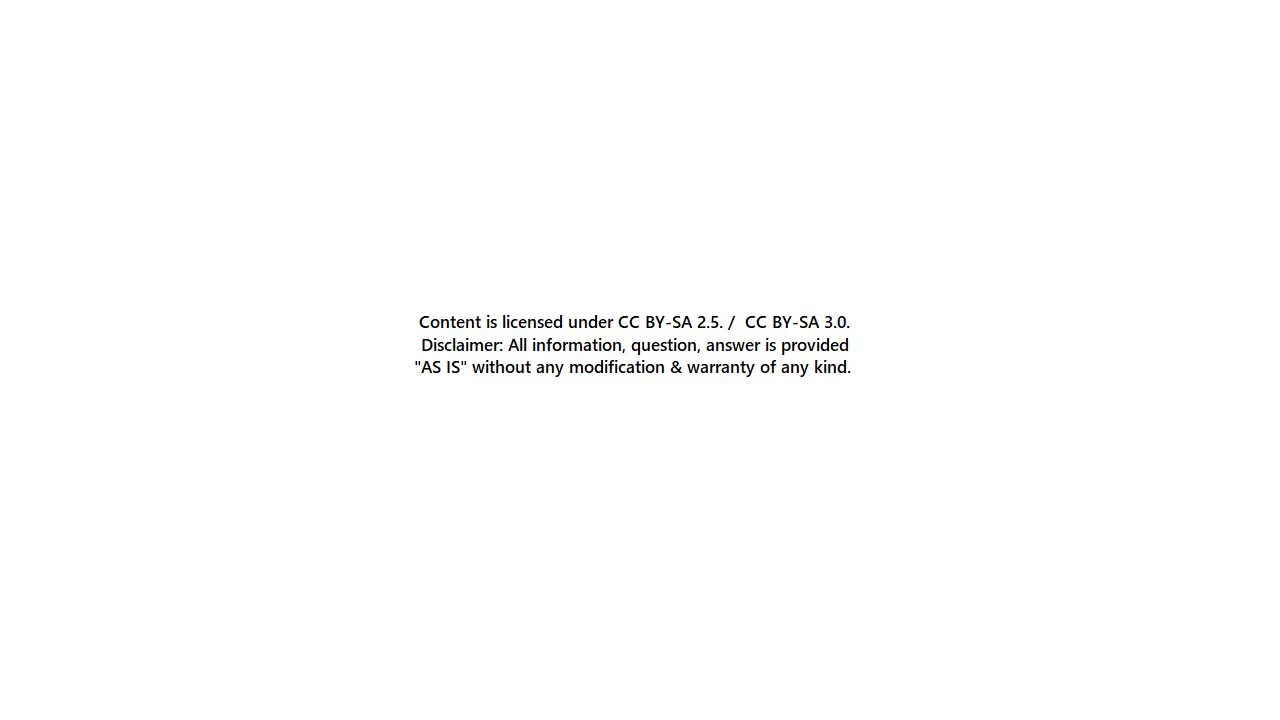 Content is licensed under CC BY-SA 2.5. /  CC BY-SA 3.0.
Disclaimer: All information, question, answer is provided
"AS IS" without any modification & warranty of any kind.